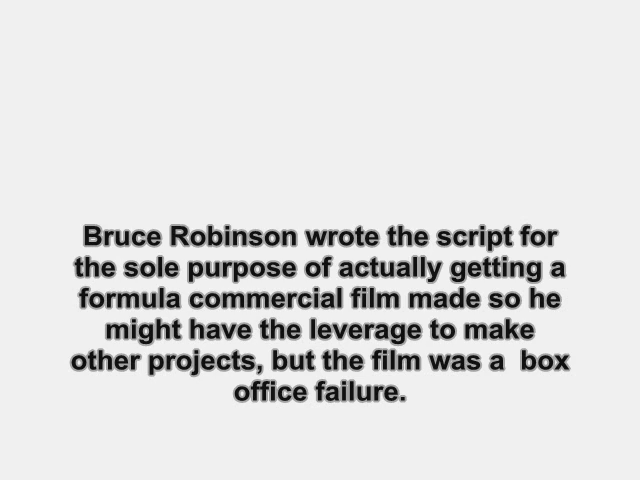 Bruce Robinson wrote the script for
the sole purpose of actually getting a
formula commercial film made so he
might have the leverage to make
other projects, but the film was a  box
office failure.